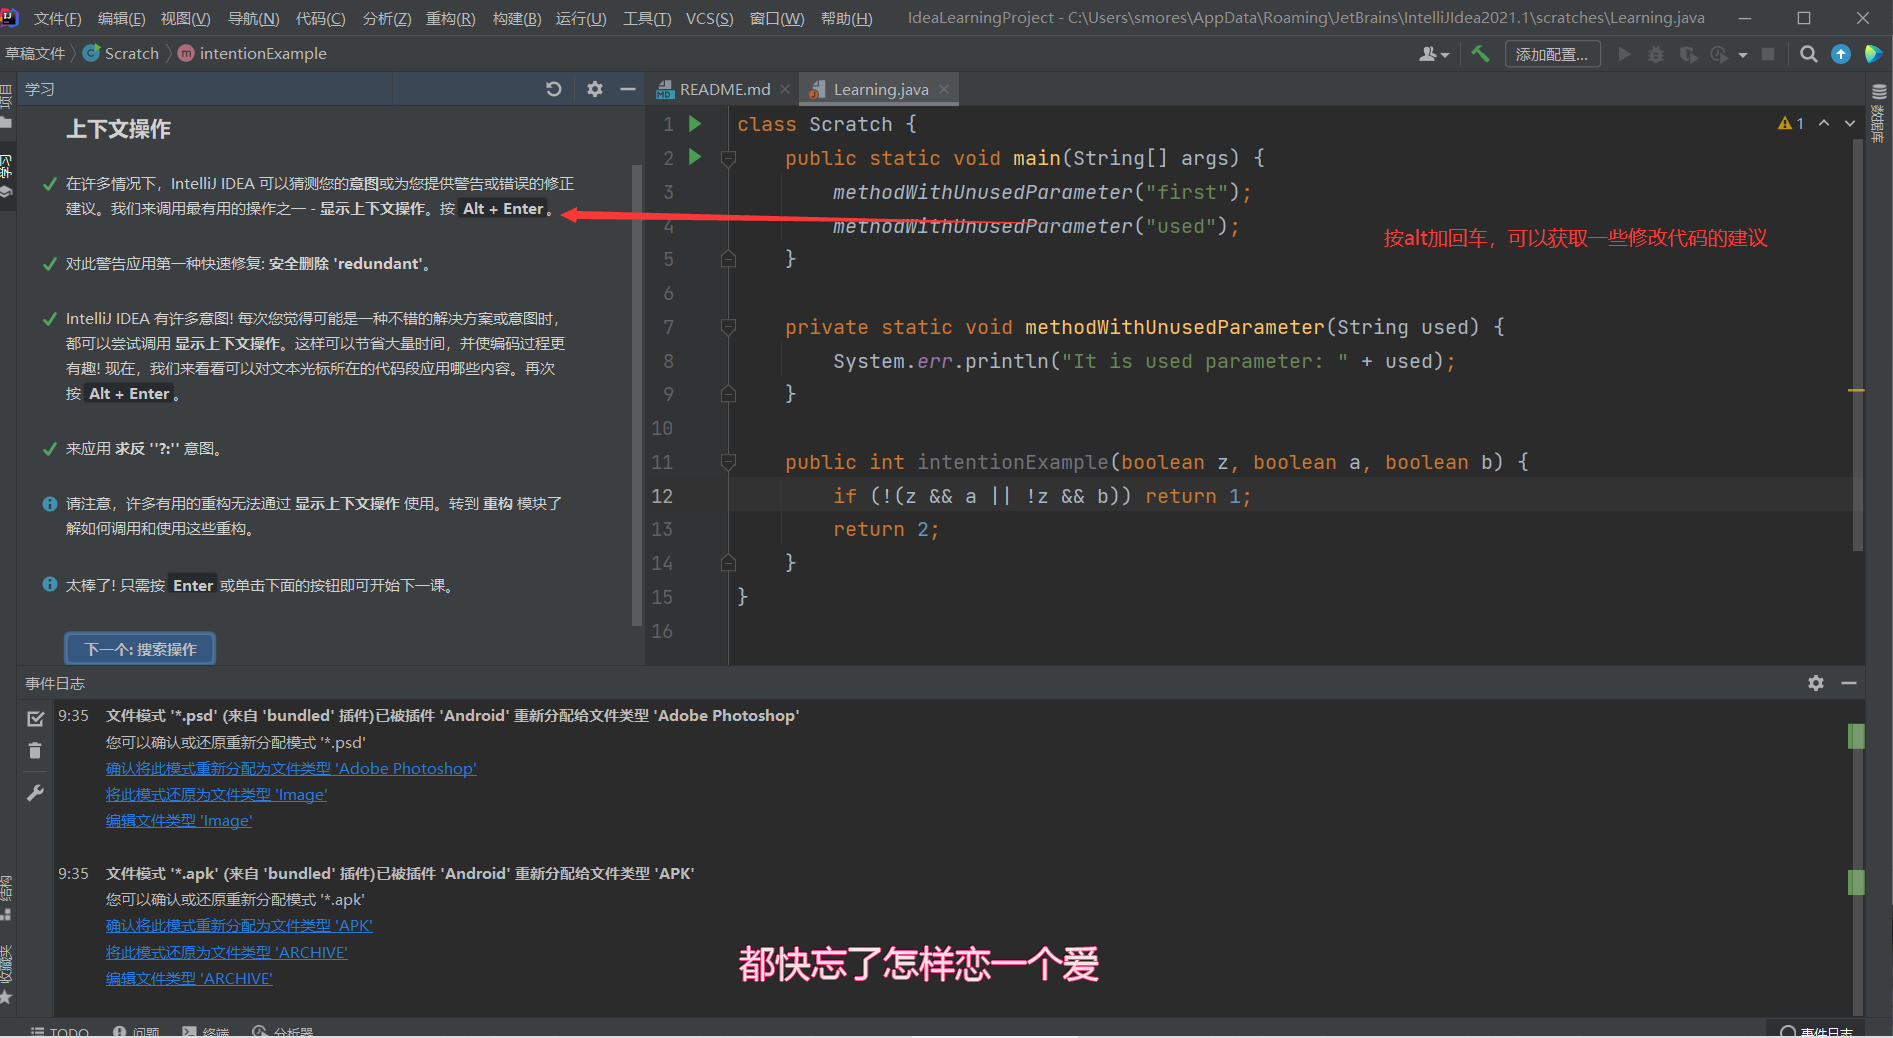 文件(F) 编辑(E) 视图(V) 导航(N) 代码(C) 分析(Z) 重构(R) 构建(B) 运行(U) 工具(T) VCS(S) 窗口(W) 帮助(H) IdeaLearningProject - C:\Users\smores\AppData\Roaming\JetBrains\IntelliJIdea2021.1\scratches\Learning.java
草稿文件 Scratch intentionExample 添加配置...
项目
学习
结构
收藏夹
学习
上下文操作
在许多情况下，IntelliJ IDEA 可以猜测您的意图或为您提供警告或错误的修正
建议。我们来调用最有用的操作之一 - 显示上下文操作。按 Alt + Enter。
对此警告应用第一种快速修复: 安全删除 'redundant'。
IntelliJ IDEA 有许多意图! 每次您觉得可能是一种不错的解决方案或意图时，
都可以尝试调用 显示上下文操作。这样可以节省大量时间，并使编码过程更
有趣! 现在，我们来看看可以对文本光标所在的代码段应用哪些内容。再次
按 Alt + Enter。
来应用 求反 ''?:'' 意图。
请注意，许多有用的重构无法通过 显示上下文操作 使用。转到 重构 模块了
解如何调用和使用这些重构。
太棒了! 只需按 Enter 或单击下面的按钮即可开始下一课。
下一个: 搜索操作
README.md Learning.java
1 class Scratch {
2 public static void main(String[] args) {
3 methodWithUnusedParameter("first");
4 methodWithUnusedParameter("used");
5 }
6
7 private static void methodWithUnusedParameter(String used) {
8 System.err.println("It is used parameter: " + used);
9 }
10
11 public int intentionExample(boolean z, boolean a, boolean b) {
12 if (!(z && a || !z && b)) return 1;
13 return 2;
14 }
15 }
16
1
按alt加回车，可以获取一些修改代码的建议
数据库
事件日志
9:35 文件模式 '*.psd' (来自 'bundled' 插件)已被插件 'Android' 重新分配给文件类型 'Adobe Photoshop'
您可以确认或还原重新分配模式 '*.psd'
确认将此模式重新分配为文件类型 'Adobe Photoshop'
将此模式还原为文件类型 'Image'
编辑文件类型 'Image'
9:35 文件模式 '*.apk' (来自 'bundled' 插件)已被插件 'Android' 重新分配给文件类型 'APK'
您可以确认或还原重新分配模式 '*.apk'
确认将此模式重新分配为文件类型 'APK'
将此模式还原为文件类型 'ARCHIVE'
编辑文件类型 'ARCHIVE'
都快忘了怎样恋一个爱
TODO 问题 终端 分析器 事件日志